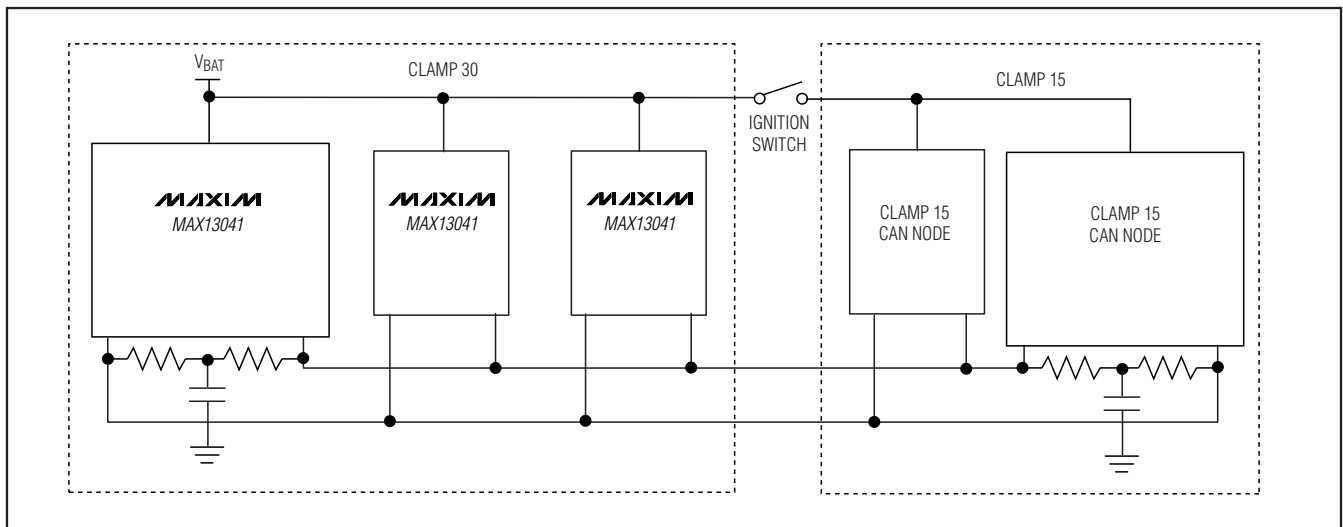 VBAT
CLAMP 30
CLAMP 15
IGNITION
SWITCH
MAXIM
MAX13041
MAXIM
MAX13041
MAXIM
MAX13041
CLAMP 15
CAN NODE
CLAMP 15
CAN NODE